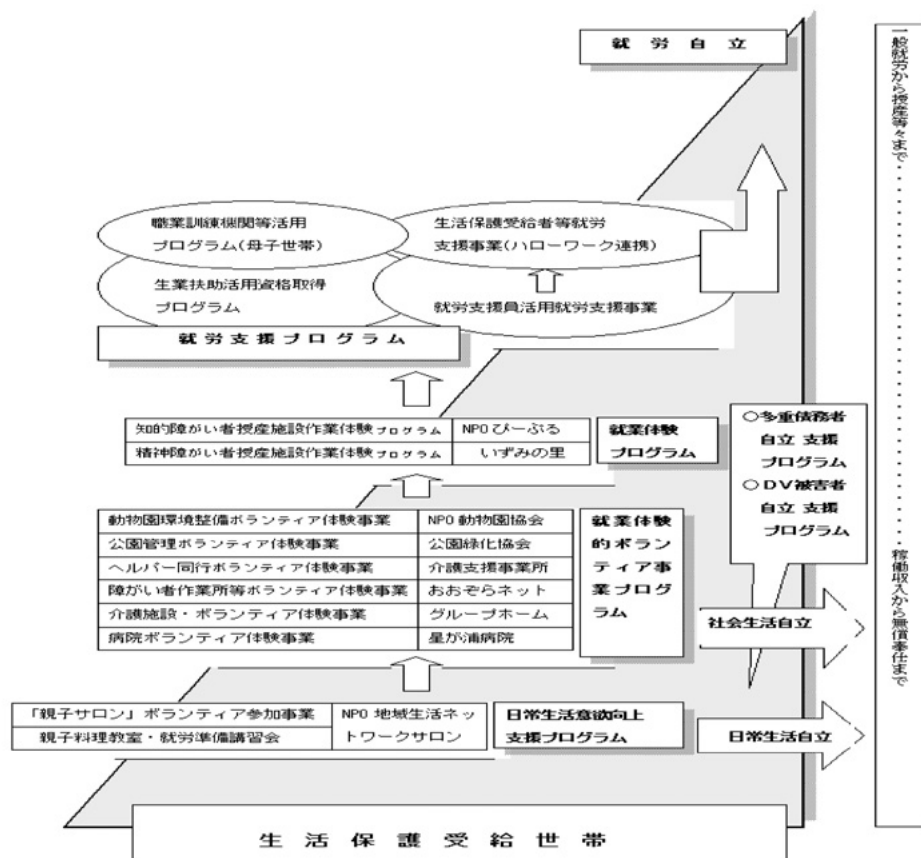 就労自立
職業訓練機関等活用
プログラム(母子世帯)
生活保護受給者等就労
支援事業(ハローワーク連携)
生業扶助活用資格取得
プログラム
就労支援員活用就労支援事業
就労支援プログラム
知的障がい者授産施設作業体験プログラム
NPOぴーぷる
精神障がい者授産施設作業体験プログラム
いずみの里
就業体験
プログラム
動物園環境整備ボランティア体験事業
NPO動物園協会
公園管理ボランティア体験事業
公園緑化協会
ヘルパー同行ボランティア体験事業
介護支援事業所
障がい者作業所等ボランティア体験事業
おおぞらネット
介護施設・ボランティア体験事業
グループホーム
病院ボランティア体験事業
星が浦病院
就業体験
的ボラン
ティア事
業プログ
ラム
○多重債務者
自立 支援
プログラム
○DV被害者
自立 支援
プログラム
社会生活自立
「親子サロン」ボランティア参加事業
親子料理教室・就労準備講習会
NPO地域生活ネッ
トワークサロン
日常生活意欲向上
支援プログラム
日常生活自立
生活保護受給世帯
一般就労から授産等々まで・・・・・・・・・・・・・・・・稼働収入から無償奉仕まで